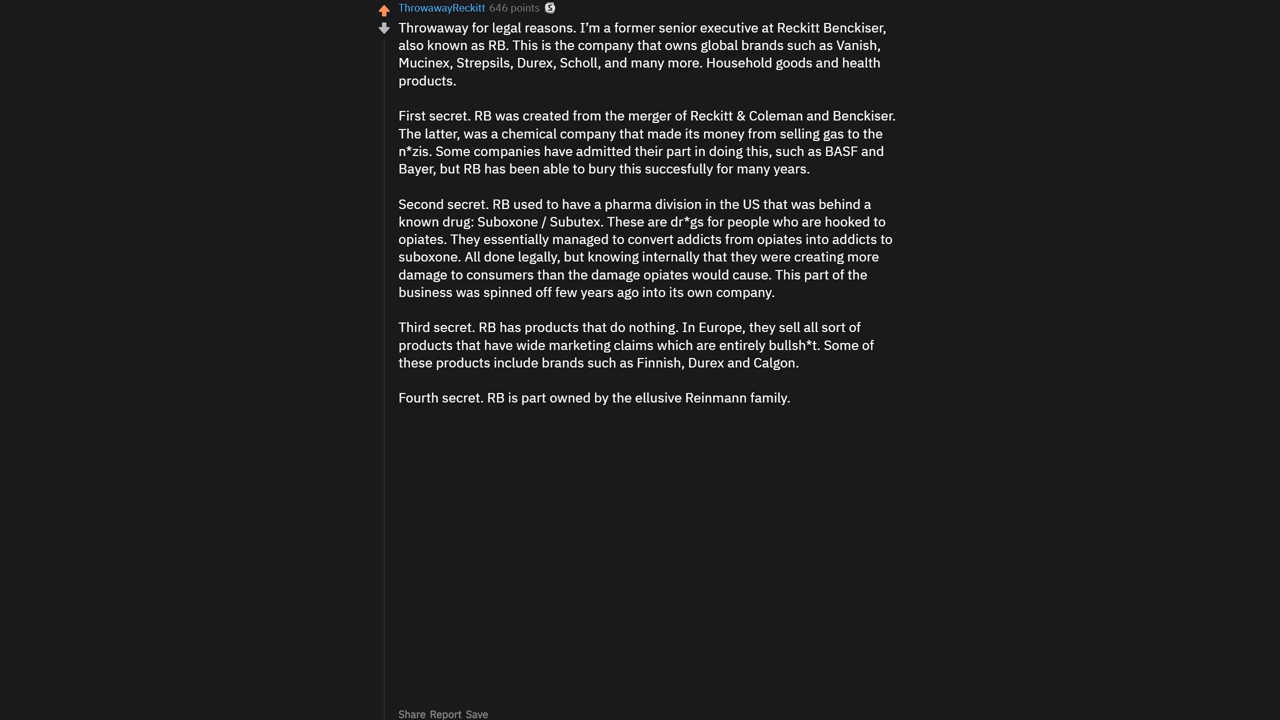 ThrowawayReckitt 646 points
Throwaway for legal reasons. I'm a former senior executive at Reckitt Benckiser,
also known as RB. This is the company that owns global brands such as Vanish,
Mucinex, Strepsils, Durex, Scholl, and many more. Household goods and health
products.
First secret. RB was created from the merger of Reckitt & Coleman and Benckiser.
The latter, was a chemical company that made its money from selling gas to the
n*zis. Some companies have admitted their part in doing this, such as BASF and
Bayer, but RB has been able to bury this succesfully for many years.
Second secret. RB used to have a pharma division in the US that was behind a
known drug: Suboxone / Subutex. These are dr*gs for people who are hooked to
opiates. They essentially managed to convert addicts from opiates into addicts to
suboxone. All done legally, but knowing internally that they were creating more
damage to consumers than the damage opiates would cause. This part of the
business was spinned off few years ago into its own company.
Third secret. RB has products that do nothing. In Europe, they sell all sort of
products that have wide marketing claims which are entirely bullsh*t. Some of
these products include brands such as Finnish, Durex and Calgon.
Fourth secret. RB is part owned by the ellusive Reinmann family.
Share Report Save